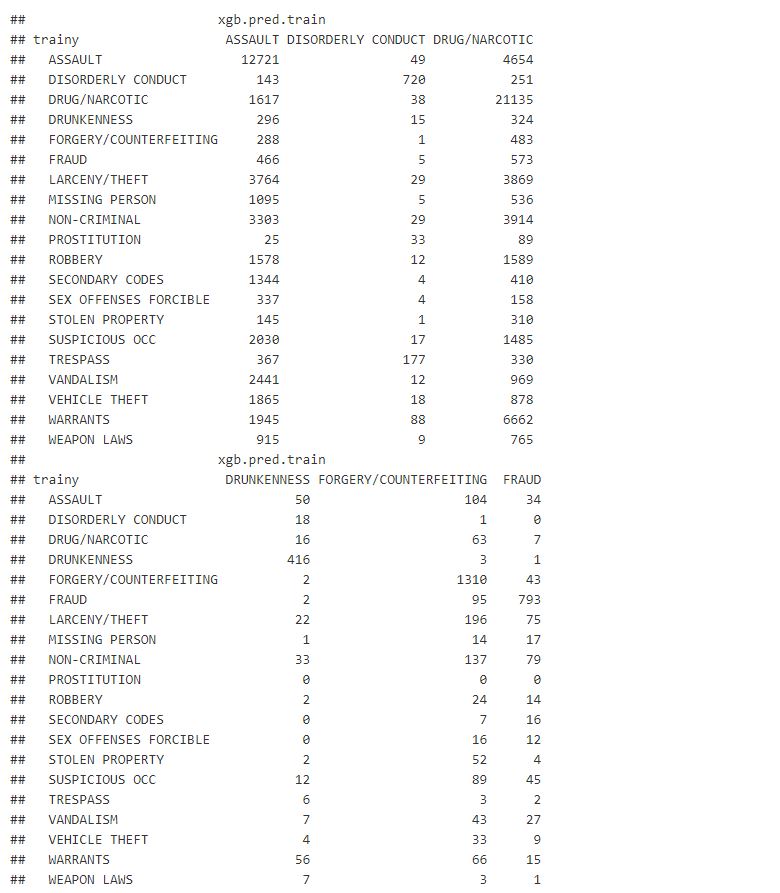 ##                            xgb.pred.train
## trainy                      ASSAULT DISORDERLY CONDUCT DRUG/NARCOTIC
##   ASSAULT                     12721                 49          4654
##   DISORDERLY CONDUCT            143                720           251
##   DRUG/NARCOTIC                1617                 38         21135
##   DRUNKENNESS                   296                 15           324
##   FORGERY/COUNTERFEITING        288                  1           483
##   FRAUD                         466                  5           573
##   LARCENY/THEFT                3764                 29          3869
##   MISSING PERSON               1095                  5           536
##   NON-CRIMINAL                 3303                 29          3914
##   PROSTITUTION                   25                 33            89
##   ROBBERY                      1578                 12          1589
##   SECONDARY CODES              1344                  4           410
##   SEX OFFENSES FORCIBLE         337                  4           158
##   STOLEN PROPERTY               145                  1           310
##   SUSPICIOUS OCC               2030                 17          1485
##   TRESPASS                      367                177           330
##   VANDALISM                    2441                 12           969
##   VEHICLE THEFT                1865                 18           878
##   WARRANTS                     1945                 88          6662
##   WEAPON LAWS                   915                  9           765
##                            xgb.pred.train
## trainy                      DRUNKENNESS FORGERY/COUNTERFEITING  FRAUD
##   ASSAULT                            50                    104     34
##   DISORDERLY CONDUCT                 18                      1      0
##   DRUG/NARCOTIC                      16                     63      7
##   DRUNKENNESS                       416                      3      1
##   FORGERY/COUNTERFEITING              2                   1310     43
##   FRAUD                               2                     95    793
##   LARCENY/THEFT                      22                    196     75
##   MISSING PERSON                      1                     14     17
##   NON-CRIMINAL                       33                    137     79
##   PROSTITUTION                        0                      0      0
##   ROBBERY                             2                     24     14
##   SECONDARY CODES                     0                      7     16
##   SEX OFFENSES FORCIBLE               0                     16     12
##   STOLEN PROPERTY                     2                     52      4
##   SUSPICIOUS OCC                     12                     89     45
##   TRESPASS                            6                      3      2
##   VANDALISM                           7                     43     27
##   VEHICLE THEFT                       4                     33      9
##   WARRANTS                           56                     66     15
##   WEAPON LAWS                         7                      3      1